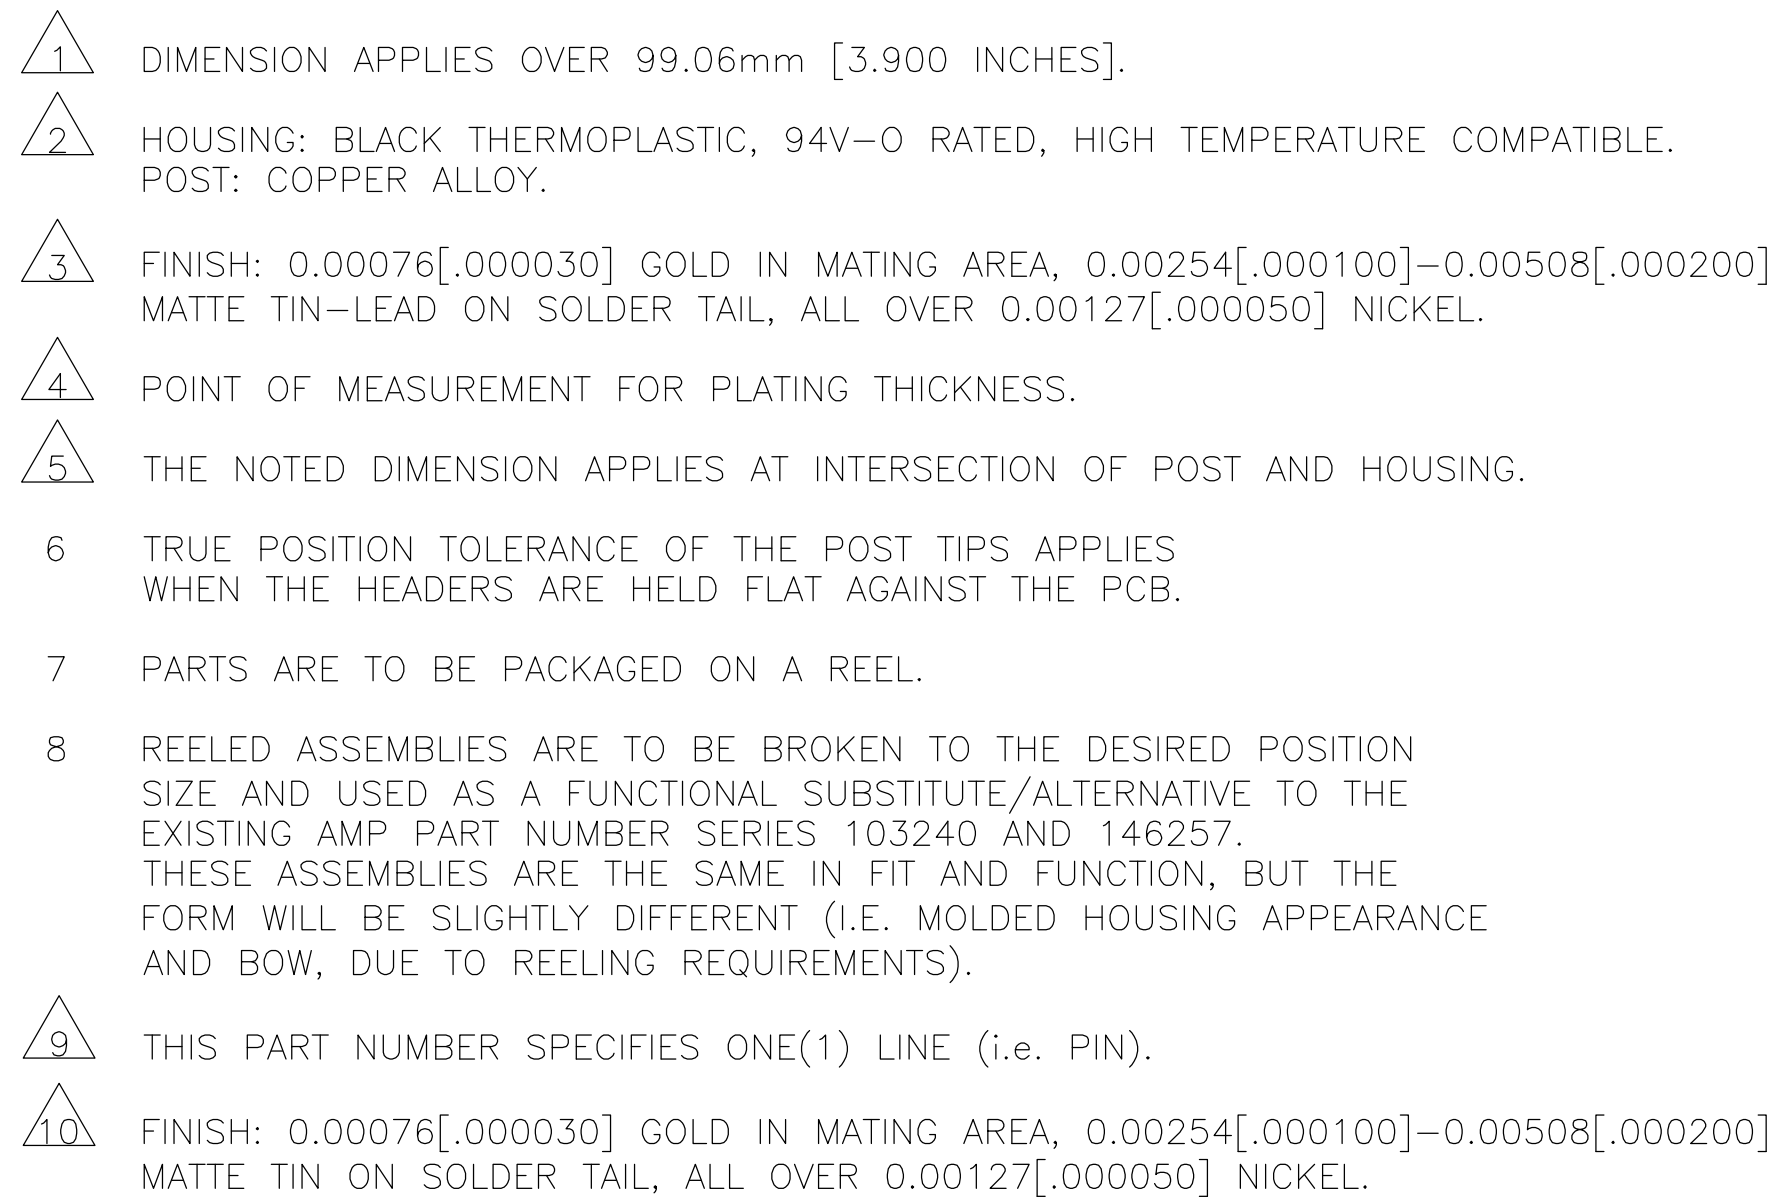 1 DIMENSION APPLIES OVER 99.06mm [3.900 INCHES].
2 HOUSING: BLACK THERMOPLASTIC, 94V-O RATED, HIGH TEMPERATURE COMPATIBLE.
POST: COPPER ALLOY.
3 FINISH: 0.00076[.000030] GOLD IN MATING AREA, 0.00254[.000100]-0.00508[.000200]
MATTE TIN-LEAD ON SOLDER TAIL, ALL OVER 0.00127[.000050] NICKEL.
4 POINT OF MEASUREMENT FOR PLATING THICKNESS.
5 THE NOTED DIMENSION APPLIES AT INTERSECTION OF POST AND HOUSING.
6 TRUE POSITION TOLERANCE OF THE POST TIPS APPLIES
WHEN THE HEADERS ARE HELD FLAT AGAINST THE PCB.
7 PARTS ARE TO BE PACKAGED ON A REEL.
8 REELED ASSEMBLIES ARE TO BE BROKEN TO THE DESIRED POSITION
SIZE AND USED AS A FUNCTIONAL SUBSTITUTE/ALTERNATIVE TO THE
EXISTING AMP PART NUMBER SERIES 103240 AND 146257.
THESE ASSEMBLIES ARE THE SAME IN FIT AND FUNCTION, BUT THE
FORM WILL BE SLIGHTLY DIFFERENT (I.E. MOLDED HOUSING APPEARANCE
AND BOW, DUE TO REELING REQUIREMENTS).
9 THIS PART NUMBER SPECIFIES ONE(1) LINE (i.e. PIN).
10 FINISH: 0.00076[.000030] GOLD IN MATING AREA, 0.00254[.000100]-0.00508[.000200]
MATTE TIN ON SOLDER TAIL, ALL OVER 0.00127[.000050] NICKEL.